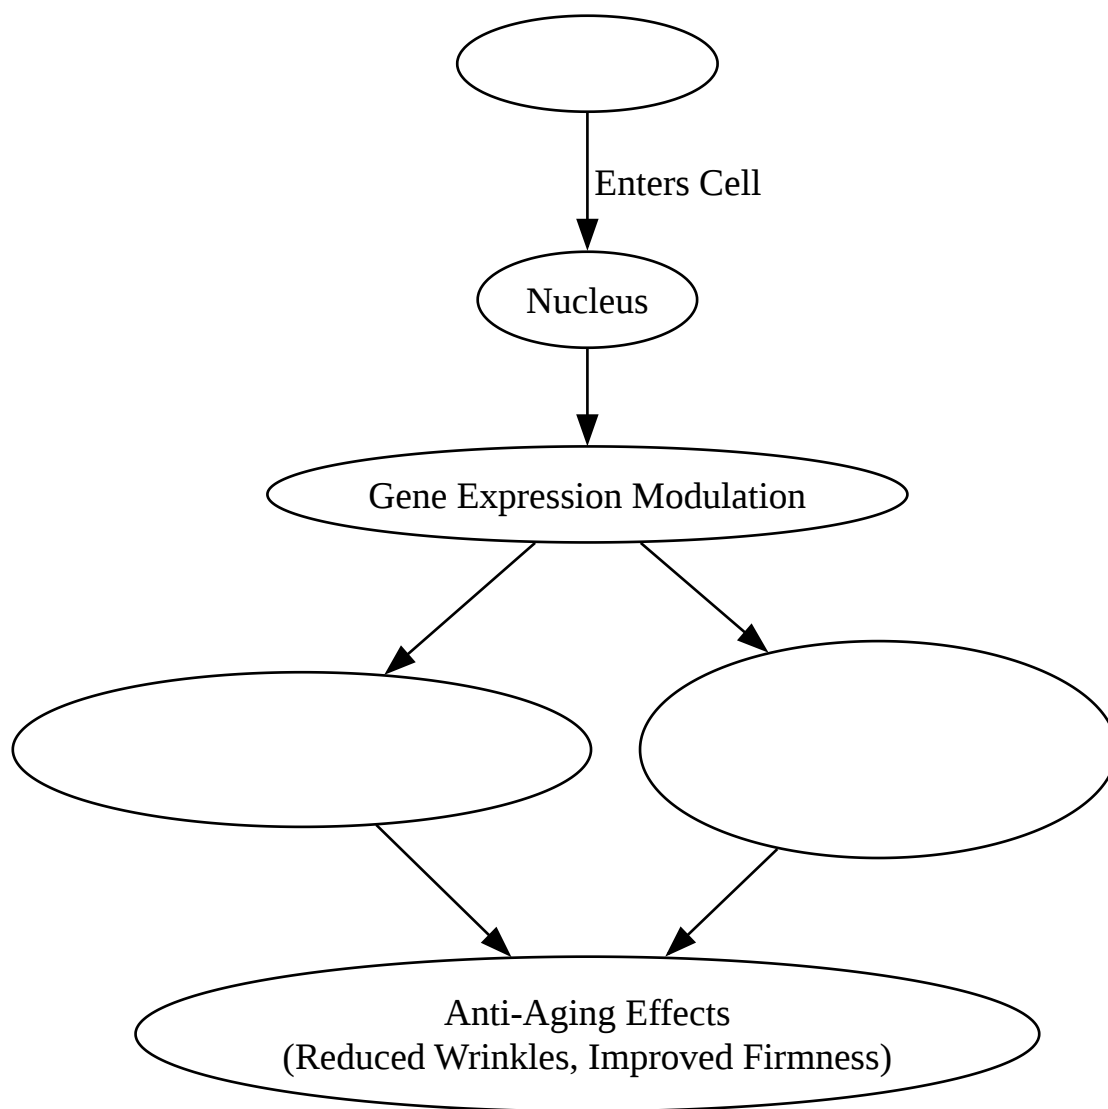 Enters Cell
Nucleus
Gene Expression Modulation
Anti-Aging Effects
(Reduced Wrinkles, Improved Firmness)